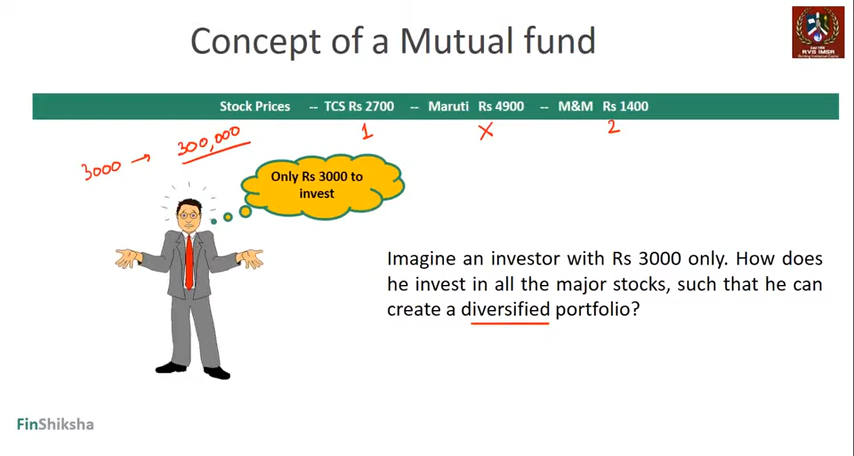 Concept of a Mutual fund
RVS IMSR
Stock Prices -- TCS Rs 2700 -- Maruti Rs 4900 -- M&M Rs 1400
1 X 2
3000 → 300,000
Only Rs 3000 to
invest
Imagine an investor with Rs 3000 only. How does
he invest in all the major stocks, such that he can
create a diversified portfolio?
FinShiksha